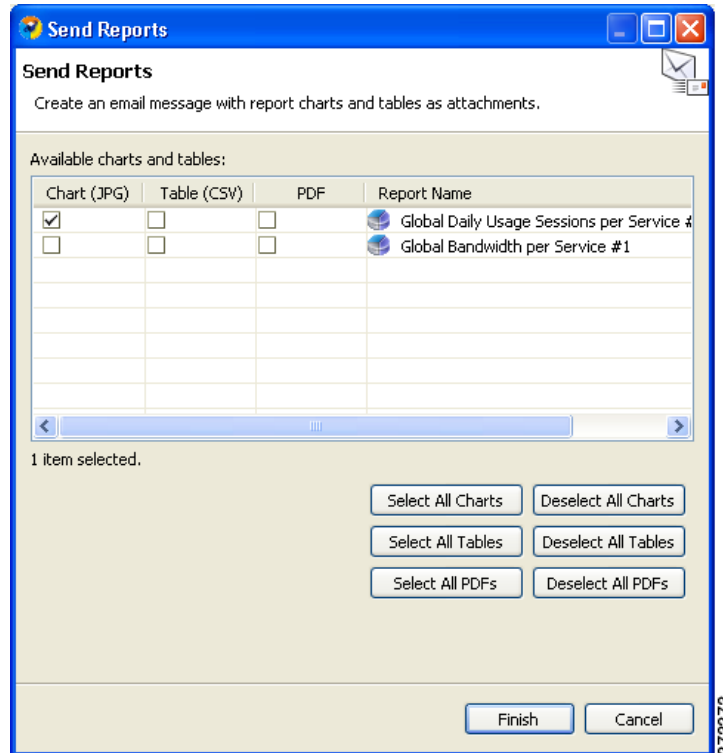 Send Reports
Send Reports
Create an email message with report charts and tables as attachments.
Available charts and tables:
Chart (JPG) Table (CSV) PDF Report Name
Global Daily Usage Sessions per Service #
Global Bandwidth per Service #1
1 item selected.
Select All Charts Deselect All Charts
Select All Tables Deselect All Tables
Select All PDFs Deselect All PDFs
Finish Cancel